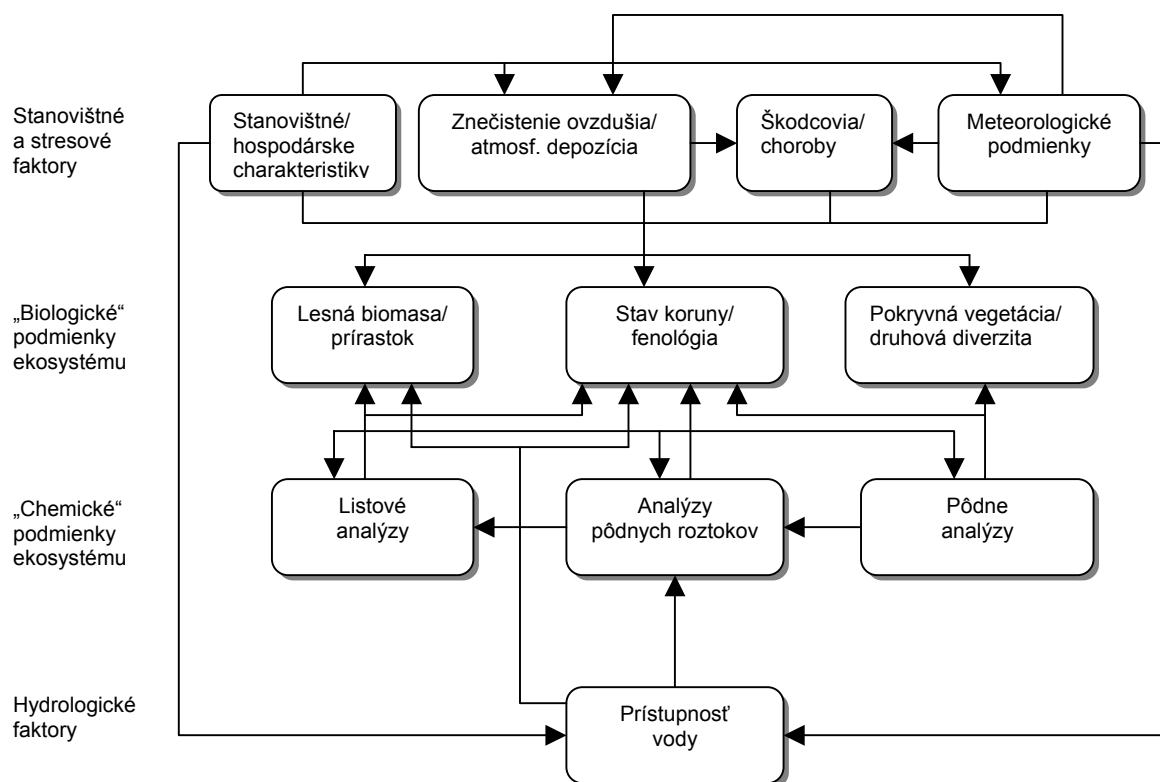 Stanovištné
a stresové
faktory
Stanovištné/
hospodárske
charakteristiky
Znečistenie ovzdušia/
atmosf. depozícia
Škodcovia/
choroby
Meteorologické
podmienky
„Biologické“
podmienky
ekosystému
Lesná biomasa/
prírastok
Stav koruny/
fenológia
Pokryvná vegetácia/
druhová diverzita
„Chemické“
podmienky
ekosystému
Listové
analýzy
Analýzy
pôdnych roztokov
Pôdne
analýzy
Hydrologické
faktory
Prístupnosť
vody